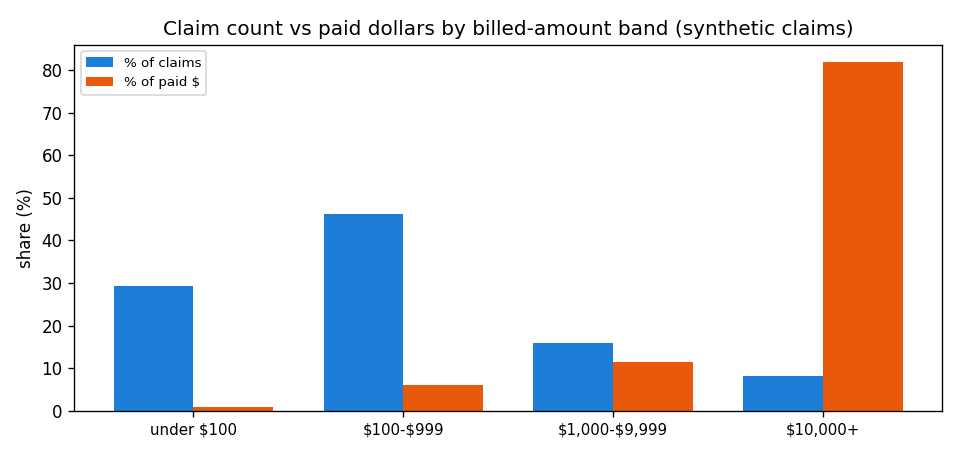 Claim count vs paid dollars by billed-amount band (synthetic claims)
% of claims
% of paid $
share (%)
80
70
60
50
40
30
20
10
0
under $100
$100-$999
$1,000-$9,999
$10,000+